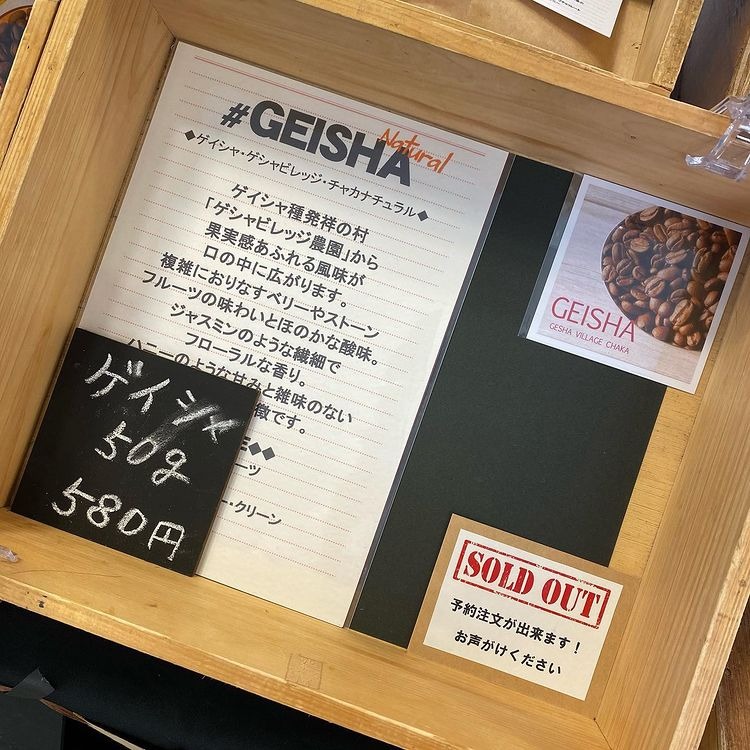 #GEISHA
Natural
◆ゲイシャ・ゲシャビレッジ・チャカナチュラル◆
ゲイシャ種発祥の村
「ゲシャビレッジ農園」から
果実感あふれる風味が
口の中に広がります。
複雑におりなすベリーやストーン
フルーツの味わいとほのかな酸味。
ジャスミンのような繊細で
フローラルな香り。
ハニーのような甘みと雑味のない
徴です。
E◆◆
ーツ
ー・クリーン
ゲイシャ
50g
580円
GEISHA
GESHA VILLAGE CHAKA
SOLD OUT
予約注文が出来ます！
お声がけください